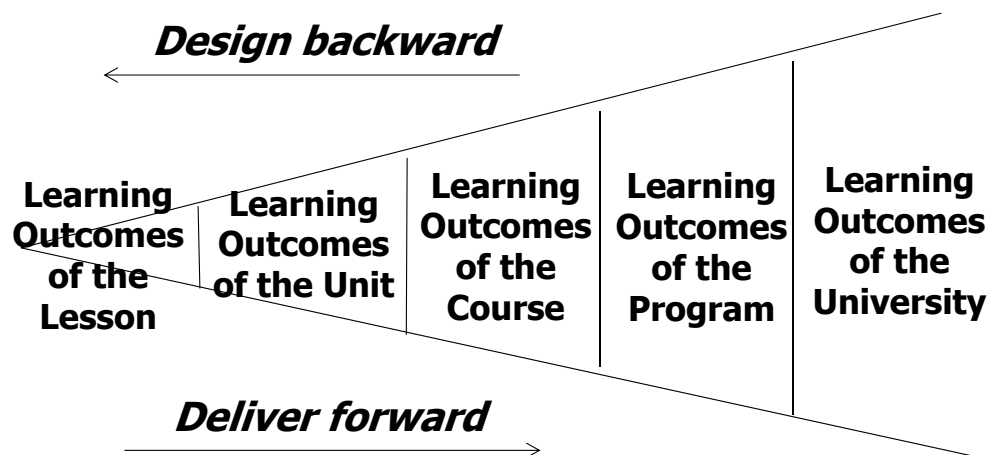 Design backward
Learning
Outcomes
of the
Lesson
Learning
Outcomes
of the Unit
Learning
Outcomes
of the
Course
Learning
Outcomes
of the
Program
Learning
Outcomes
of the
University
Deliver forward